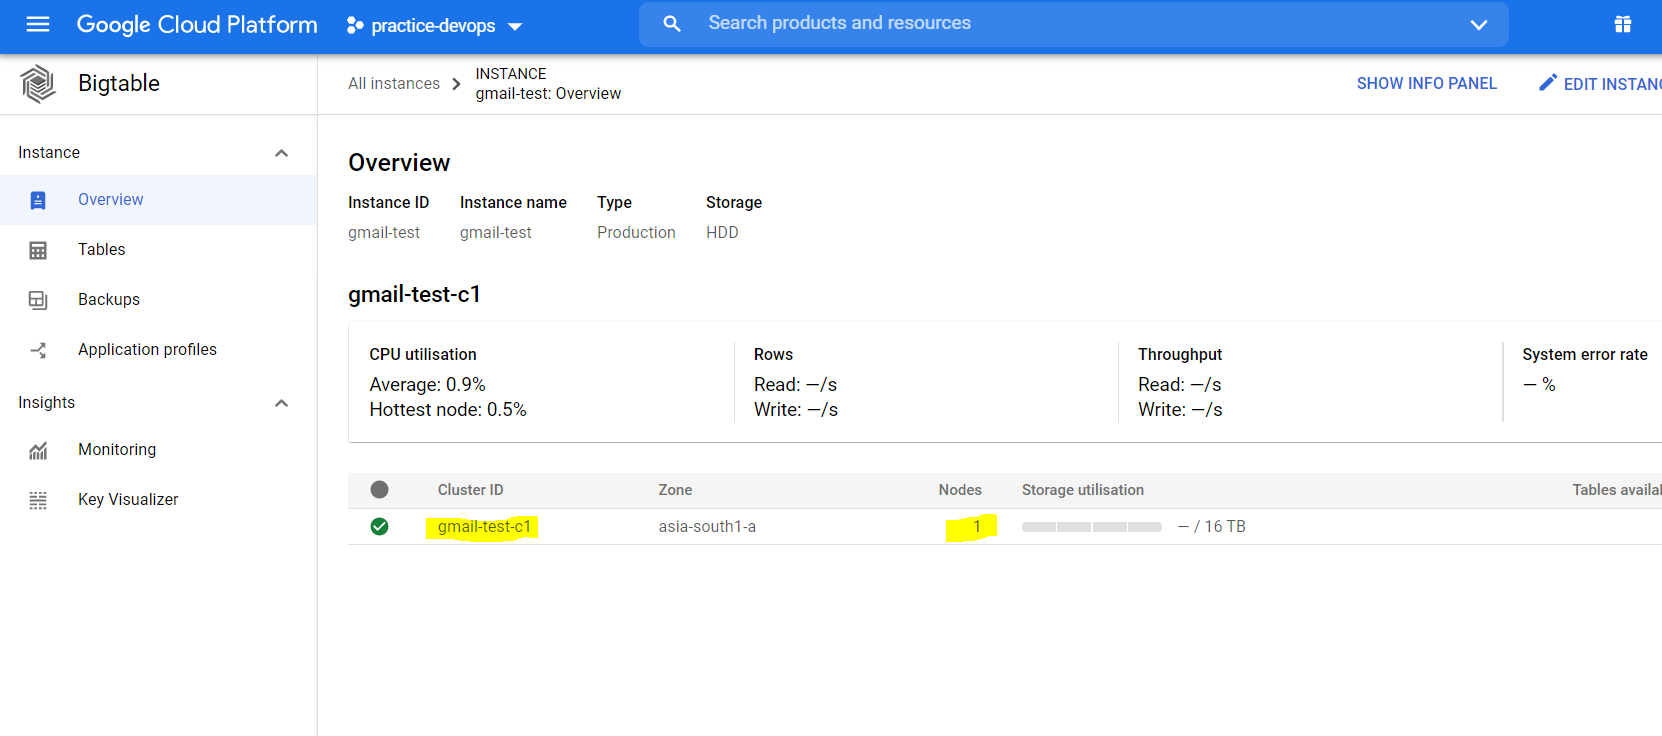 Google Cloud Platform
practice-devops
Search products and resources
Bigtable
All instances
INSTANCE
gmail-test: Overview
SHOW INFO PANEL
EDIT INSTANC
Instance
Overview
Tables
Backups
Application profiles
Insights
Monitoring
Key Visualizer
Overview
Instance ID Instance name Type Storage
gmail-test gmail-test Production HDD
gmail-test-c1
CPU utilisation Rows Throughput System error rate
Average: 0.9% Read: —/s Read: —/s — %
Hottest node: 0.5% Write: —/s Write: —/s
Cluster ID Zone Nodes Storage utilisation Tables availal
gmail-test-c1 asia-south1-a 1 — / 16 TB